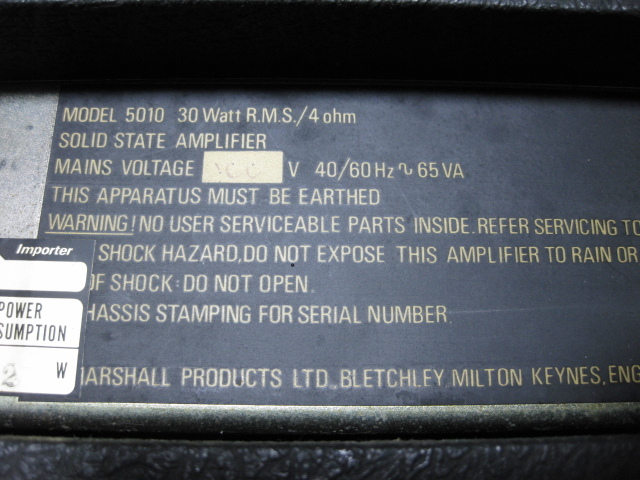 MODEL 5010 30 Watt R.M.S./4 ohm
SOLID STATE AMPLIFIER
MAINS VOLTAGE V 40/60 Hz ∿ 65 VA
THIS APPARATUS MUST BE EARTHED
WARNING! NO USER SERVICEABLE PARTS INSIDE. REFER SERVICING TO
SHOCK HAZARD, DO NOT EXPOSE THIS AMPLIFIER TO RAIN OR
OF SHOCK: DO NOT OPEN.
HASSIS STAMPING FOR SERIAL NUMBER.
MARSHALL PRODUCTS LTD., BLETCHLEY, MILTON KEYNES, ENG
Importer
POWER
SUMPTION
2 W